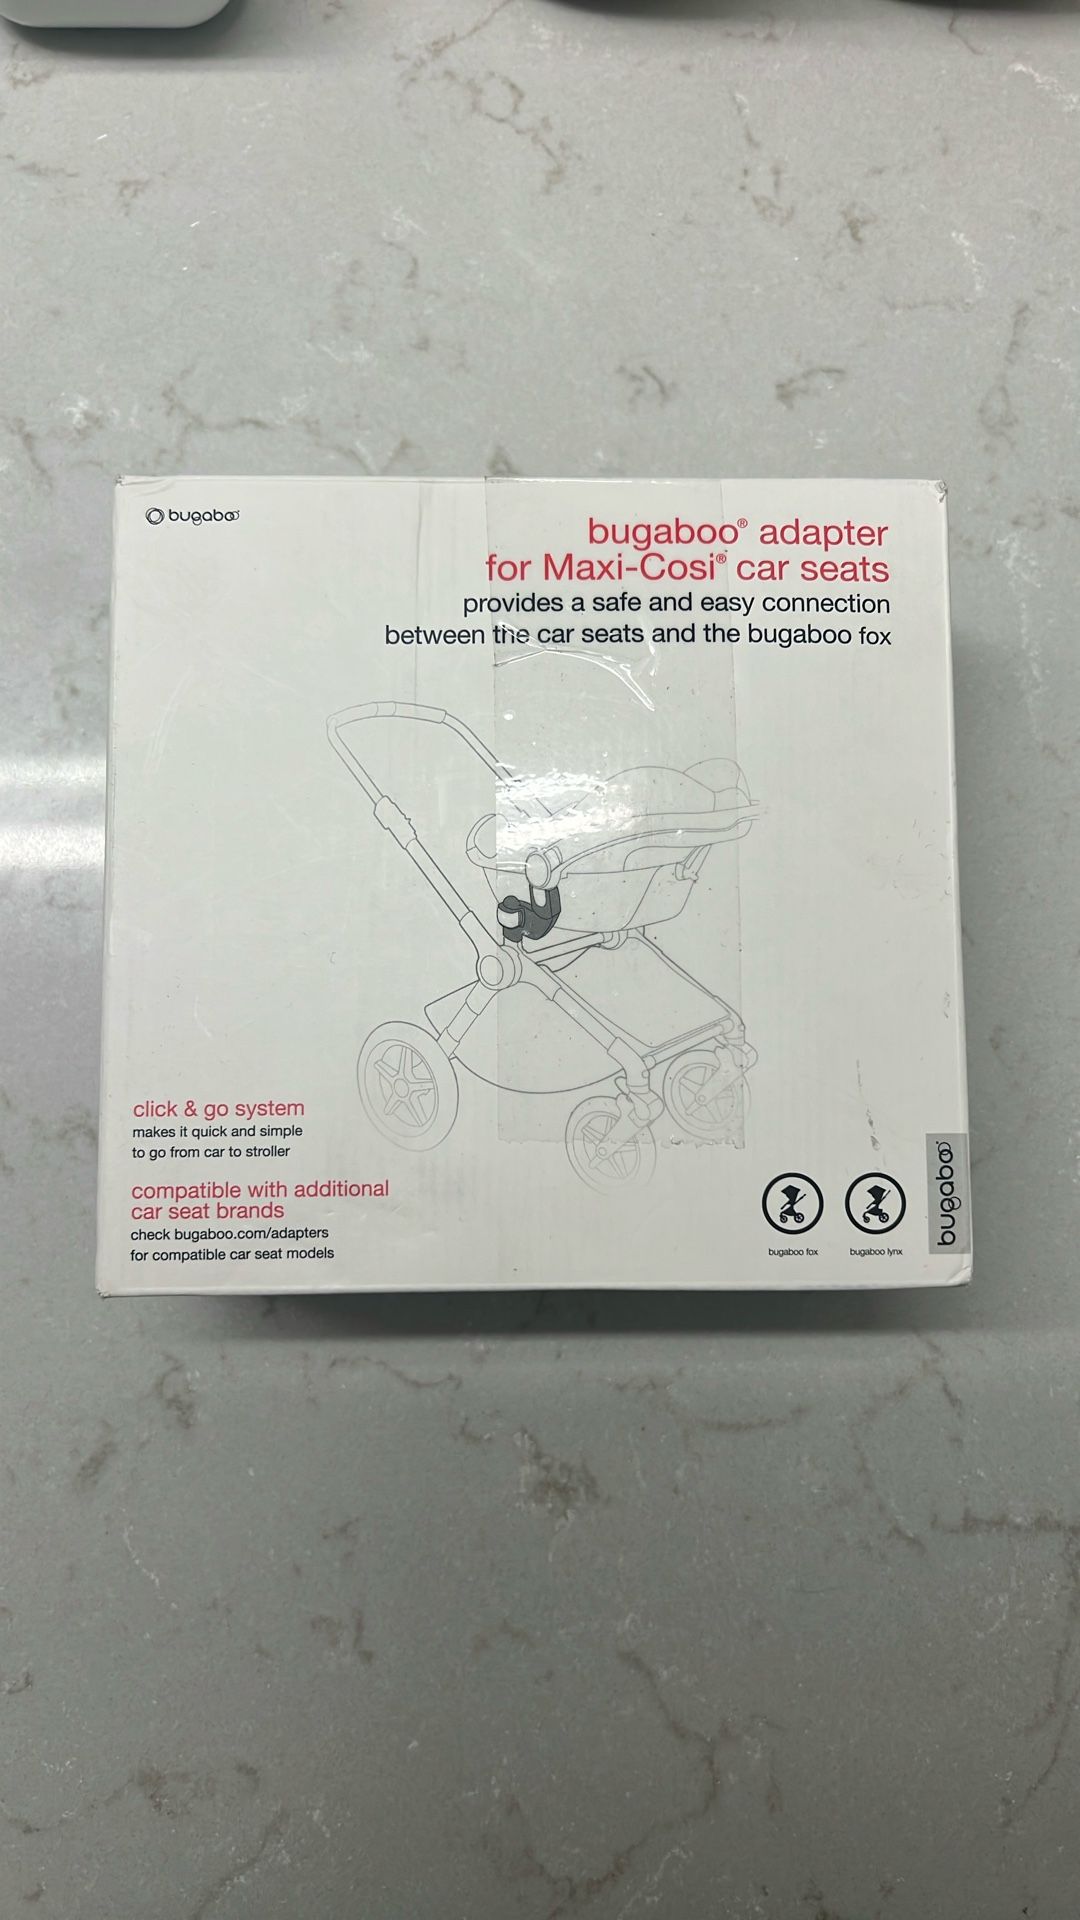 bugaboo
bugaboo® adapter
for Maxi-Cosi® car seats
provides a safe and easy connection
between the car seats and the bugaboo fox
click & go system
makes it quick and simple
to go from car to stroller
compatible with additional
car seat brands
check bugaboo.com/adapters
for compatible car seat models
bugaboo fox
bugaboo lynx
bugaboo